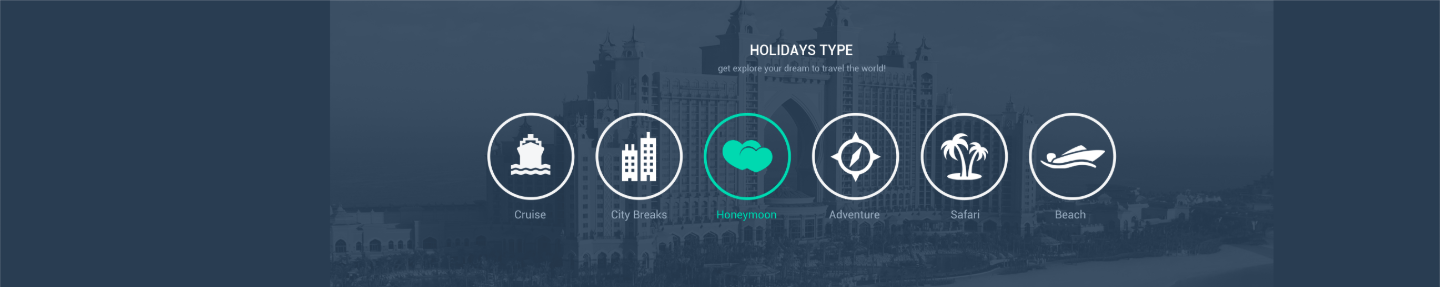 HOLIDAYS TYPE
get explore your dream to travel the world!
Cruise
City Breaks
Honeymoon
Adventure
Safari
Beach